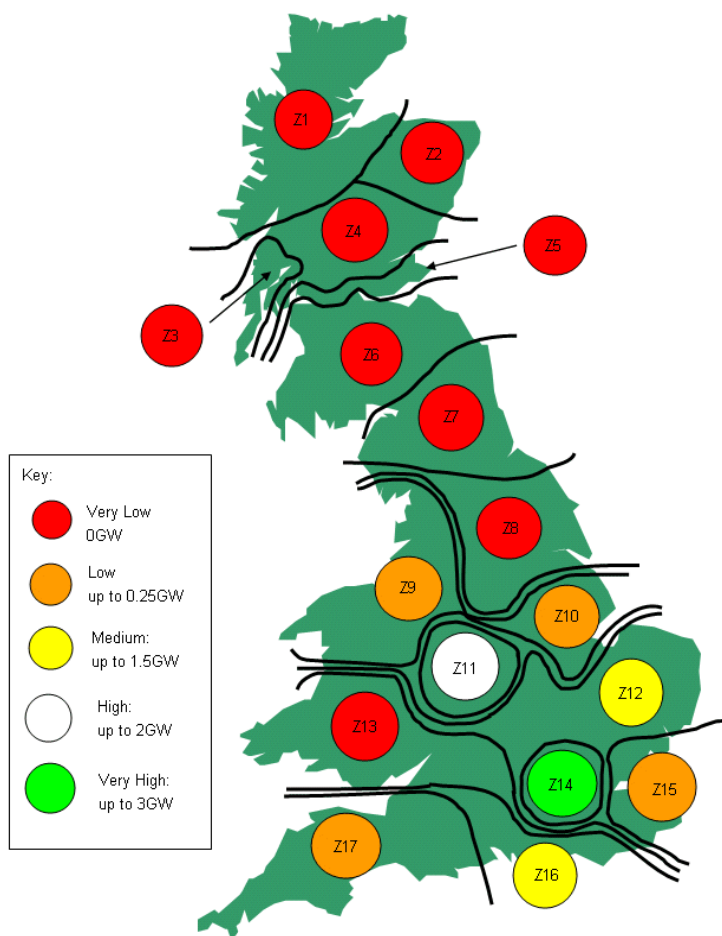 Z1
Z2
Z4
Z5
Z3
Z6
Z7
Key:
Very Low
0GW
Low
up to 0.25GW
Medium:
up to 1.5GW
High:
up to 2GW
Very High:
up to 3GW
Z8
Z9
Z10
Z11
Z12
Z13
Z14
Z15
Z17
Z16